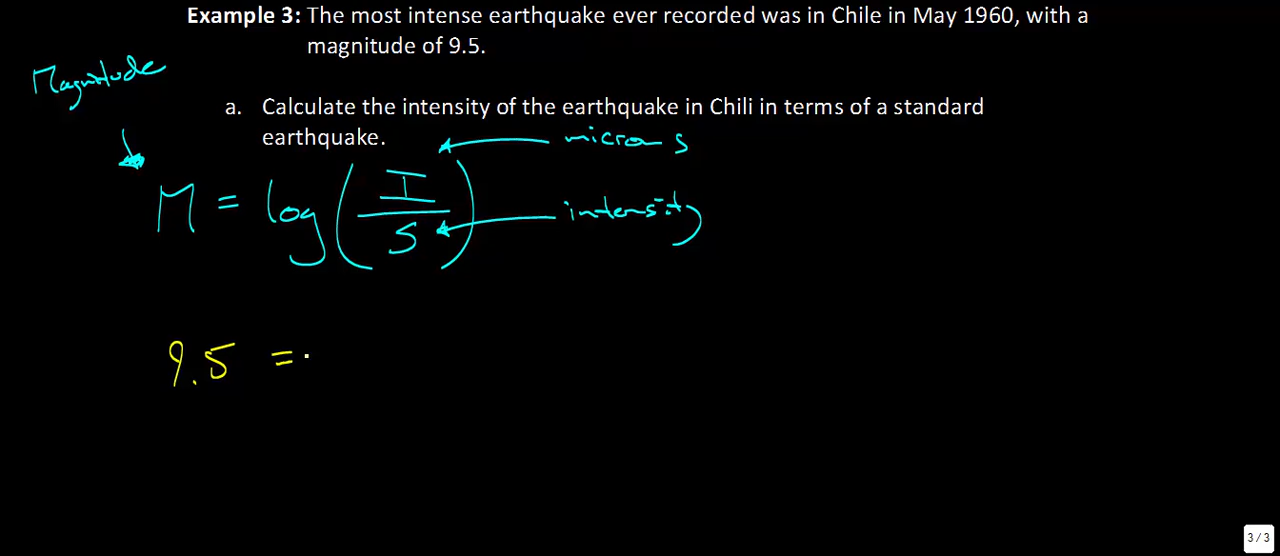 Example 3: The most intense earthquake ever recorded was in Chile in May 1960, with a
magnitude of 9.5.
Magnitude
a. Calculate the intensity of the earthquake in Chili in terms of a standard
earthquake.
microns
M = log(I/S)
intensity
9.5 =
3/3